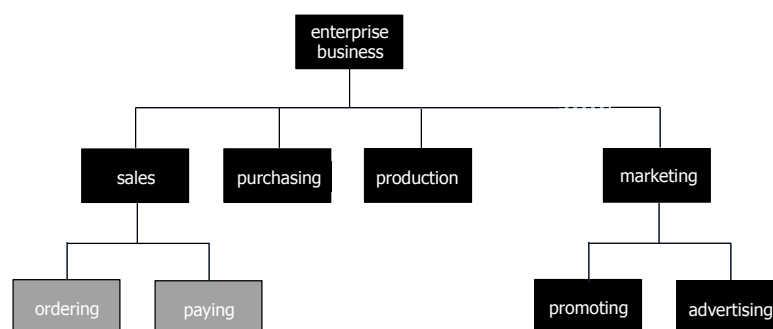 enterprise
business
sales
purchasing
production
marketing
ordering
paying
promoting
advertising